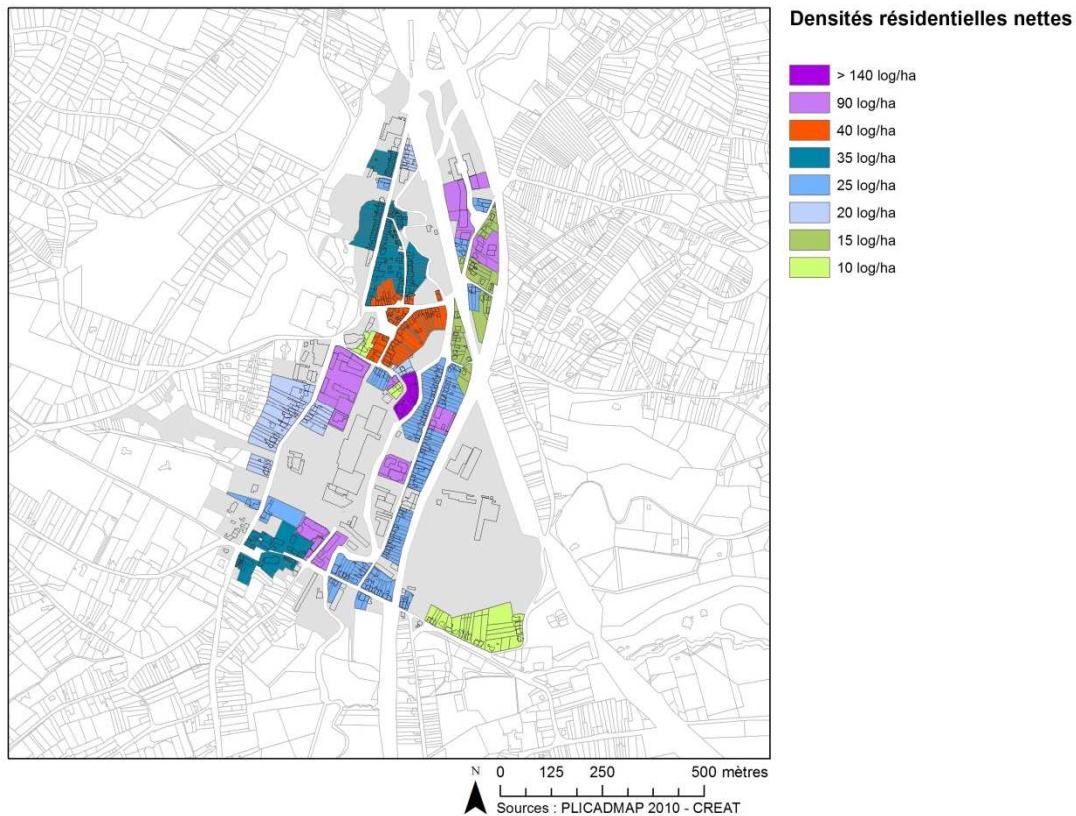 Densités résidentielles nettes
> 140 log/ha
90 log/ha
40 log/ha
35 log/ha
25 log/ha
20 log/ha
15 log/ha
10 log/ha
N 0 125 250 500 mètres
Sources : PLICADMAP 2010 - CREAT